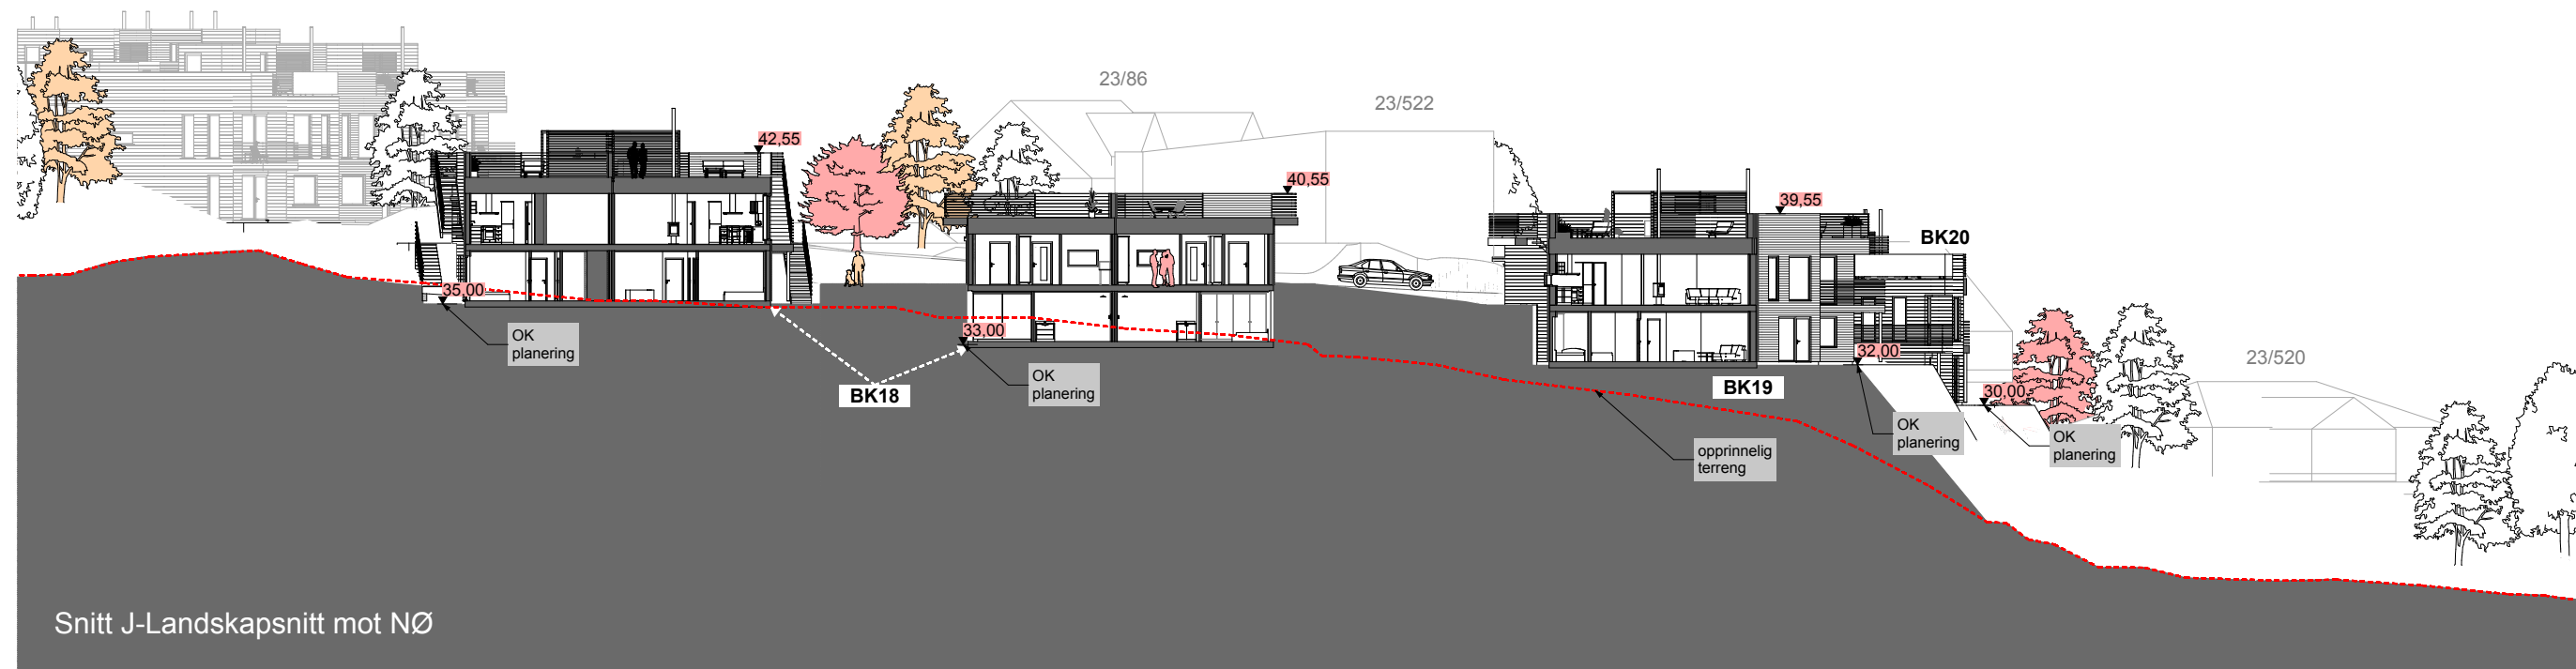 23/86
23/522
42,55
40,55
39,55
BK20
35,00
OK
planering
33,00
OK
planering
BK18
32,00
BK19
30,00
23/520
OK
planering
OK
planering
opprinnelig
terreng
Snitt J-Landskapsnitt mot NØ